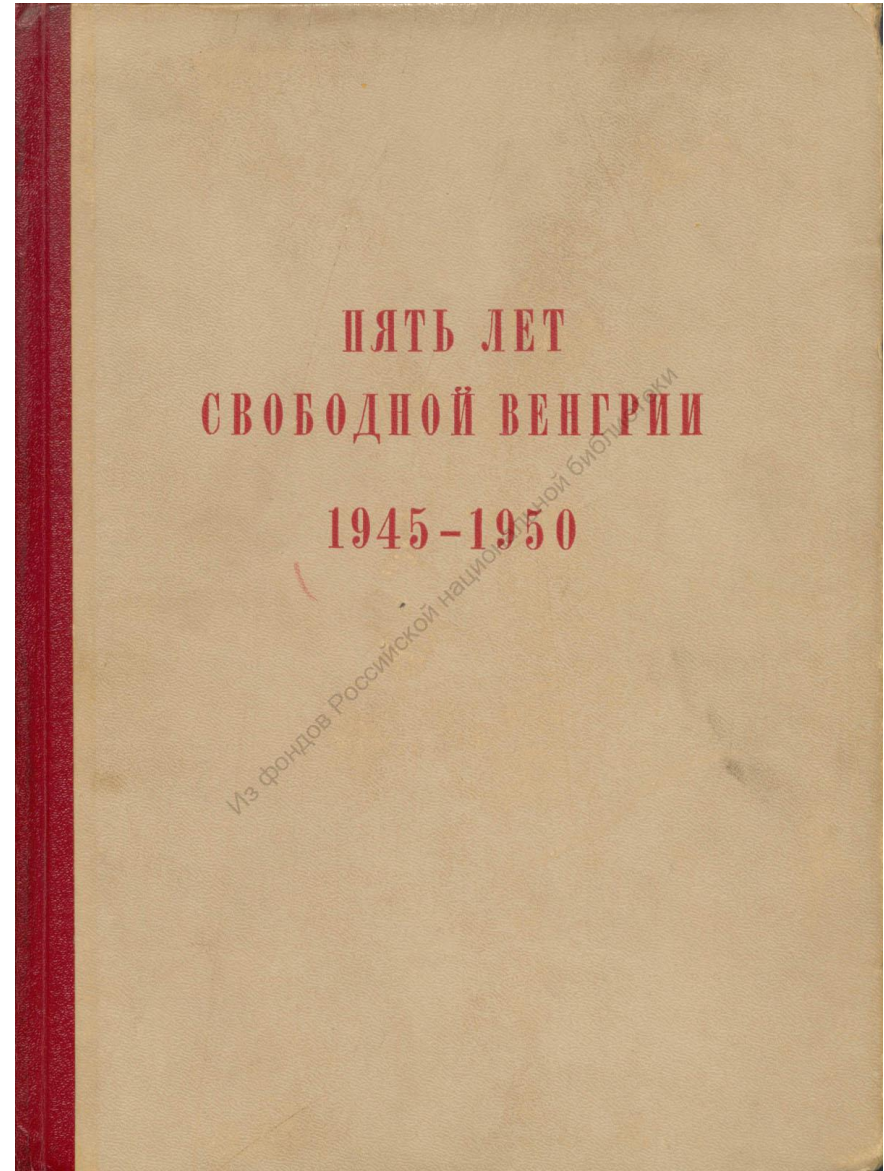 ПЯТЬ ЛЕТ
СВОБОДНОЙ ВЕНГРИИ
1945-1950
Из фондов Российской национальной библиотеки